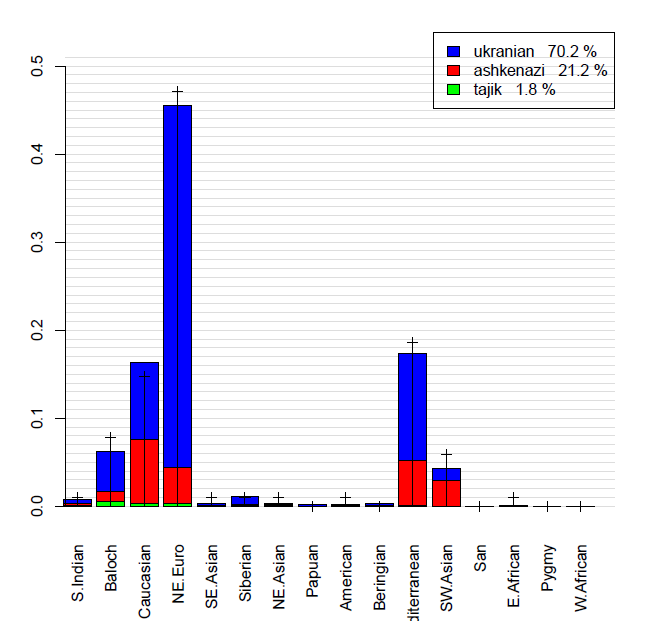 ukranian 70.2 %
ashkenazi 21.2 %
tajik 1.8 %
0.5
0.4
0.3
0.2
0.1
0.0
S.Indian
Baloch
Caucasian
NE.Euro
SE.Asian
Siberian
NE.Asian
Papuan
American
Beringian
diterranean
SW.Asian
San
E.African
Pygmy
W.African